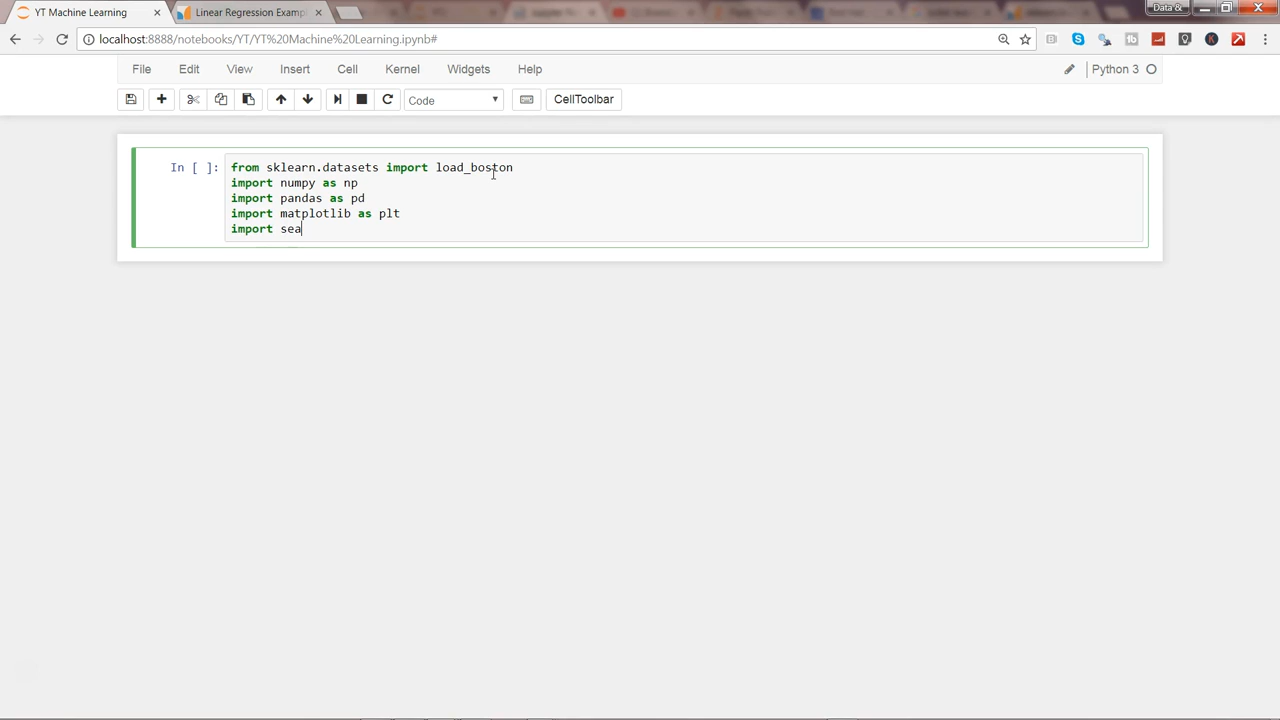 YT Machine Learning
Linear Regression Exampl
Data &
localhost:8888/notebooks/YT/YT%20Machine%20Learning.ipynb#
File Edit View Insert Cell Kernel Widgets Help
Python 3
Code
CellToolbar
In [ ]: from sklearn.datasets import load_boston
import numpy as np
import pandas as pd
import matplotlib as plt
import sea